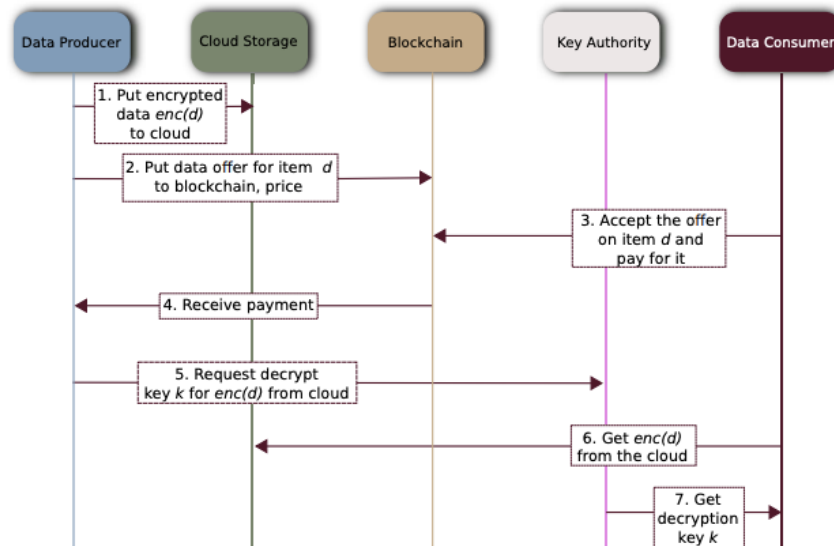 Data Producer
Cloud Storage
Blockchain
Key Authority
Data Consumer
1. Put encrypted
data enc(d)
to cloud
2. Put data offer for item d
to blockchain, price
3. Accept the offer
on item d and
pay for it
4. Receive payment
5. Request decrypt
key k for enc(d) from cloud
6. Get enc(d)
from the cloud
7. Get
decryption
key k